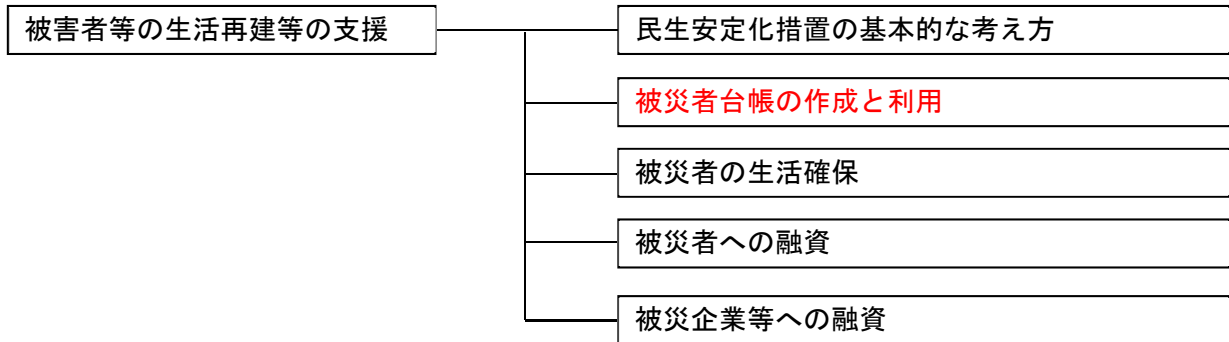 被害者等の生活再建等の支援
民生安定化措置の基本的な考え方
被災者台帳の作成と利用
被災者の生活確保
被災者への融資
被災企業等への融資